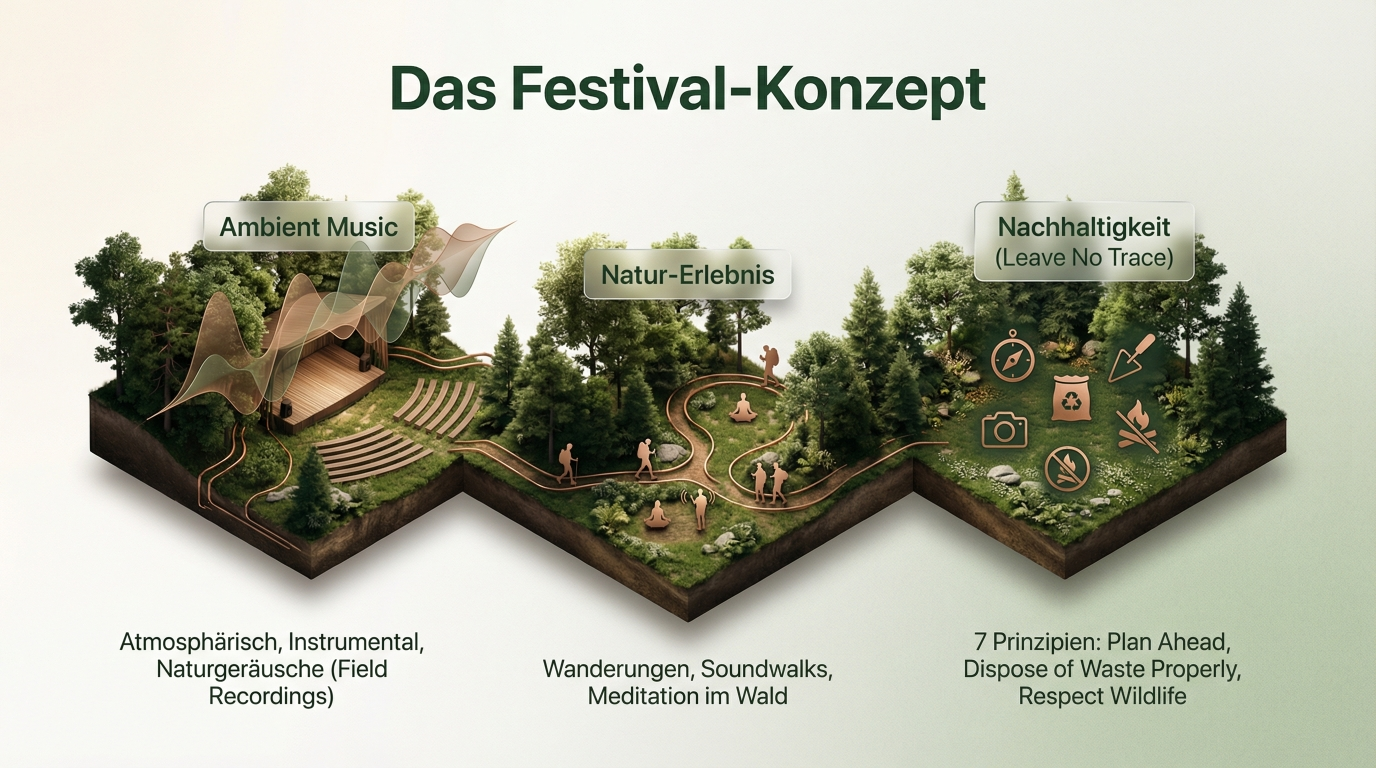 Das Festival-Konzept
Ambient Music
Natur-Erlebnis
Nachhaltigkeit
(Leave No Trace)
Atmosphärisch, Instrumental,
Naturgeräusche (Field
Recordings)
Wanderungen, Soundwalks,
Meditation im Wald
7 Prinzipien: Plan Ahead,
Dispose of Waste Properly,
Respect Wildlife